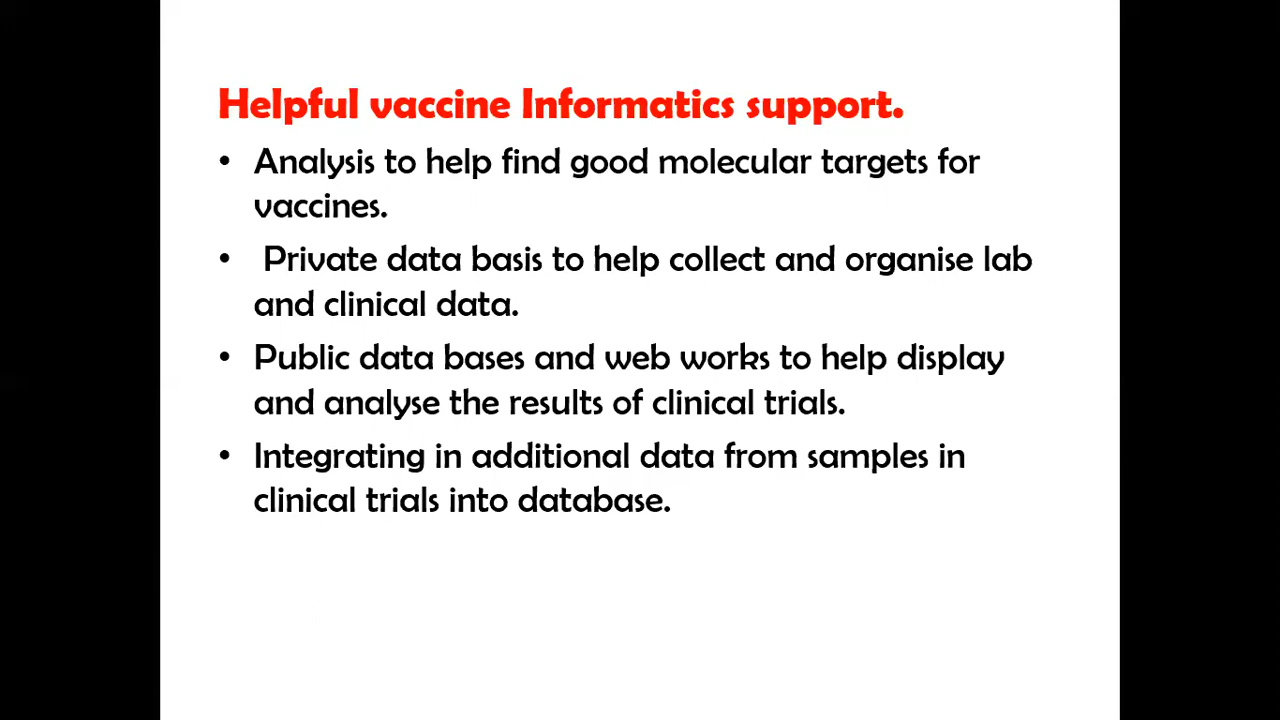 Helpful vaccine Informatics support.
• Analysis to help find good molecular targets for
vaccines.
• Private data basis to help collect and organise lab
and clinical data.
• Public data bases and web works to help display
and analyse the results of clinical trials.
• Integrating in additional data from samples in
clinical trials into database.